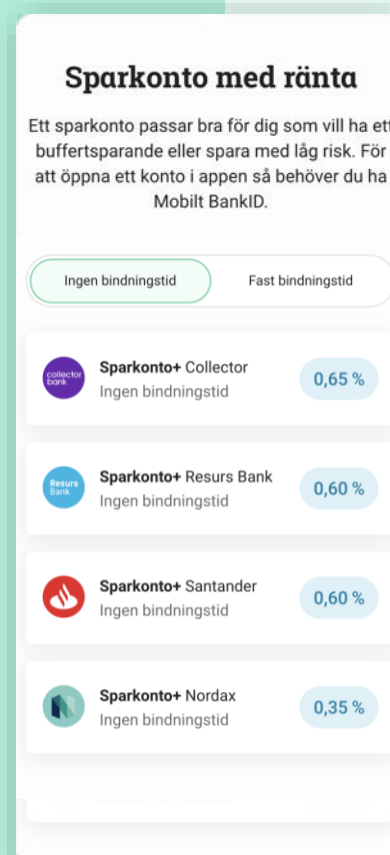 Sparkonto med ränta
Ett sparkonto passar bra för dig som vill ha ett
buffertsparande eller spara med låg risk. För
att öppna ett konto i appen så behöver du ha
Mobilt BankID.
Ingen bindningstid
Fast bindningstid
collector
bank
Sparkonto+ Collector
Ingen bindningstid
0,65 %
Resurs
Bank
Sparkonto+ Resurs Bank
Ingen bindningstid
0,60 %
Sparkonto+ Santander
Ingen bindningstid
0,60 %
Sparkonto+ Nordax
Ingen bindningstid
0,35 %